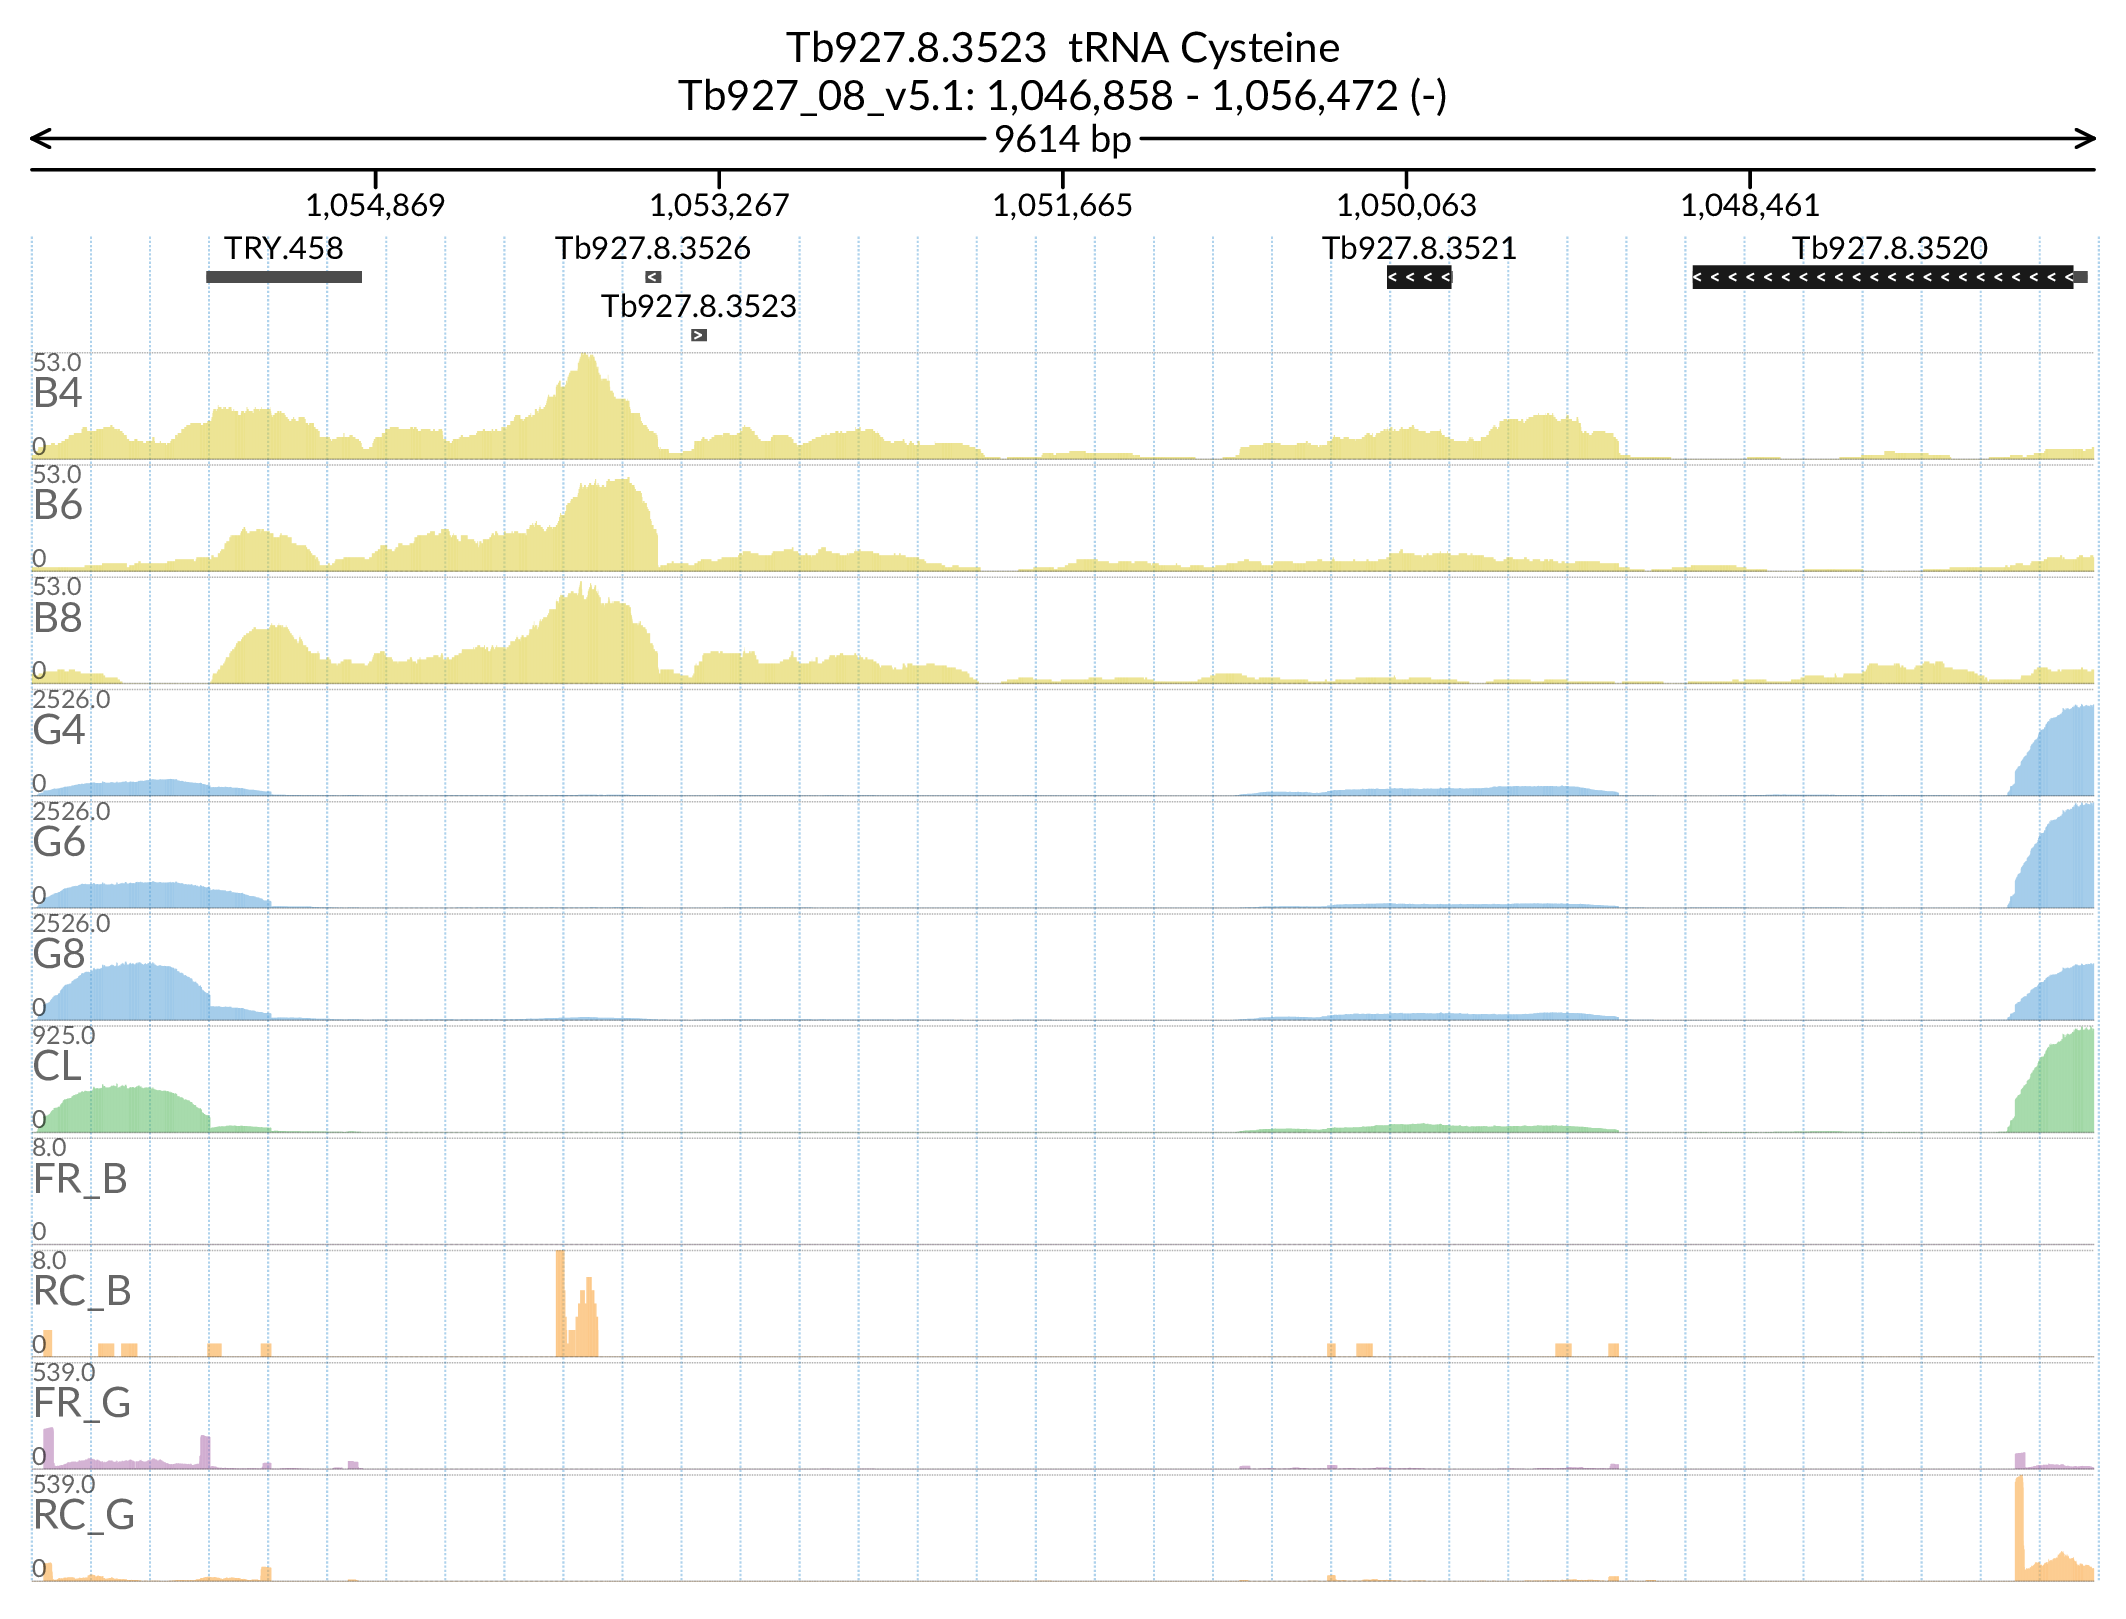 Tb927.8.3523 tRNA Cysteine
Tb927_08_v5.1: 1,046,858 - 1,056,472 (-)
9614 bp
1,054,869 1,053,267 1,051,665 1,050,063 1,048,461
TRY.458 Tb927.8.3526 Tb927.8.3521 Tb927.8.3520
Tb927.8.3523
53.0
B4
0
53.0
B6
0
53.0
B8
0
2526.0
G4
0
2526.0
G6
0
2526.0
G8
0
925.0
CL
0
8.0
FR_B
0
8.0
RC_B
0
539.0
FR_G
0
539.0
RC_G
0